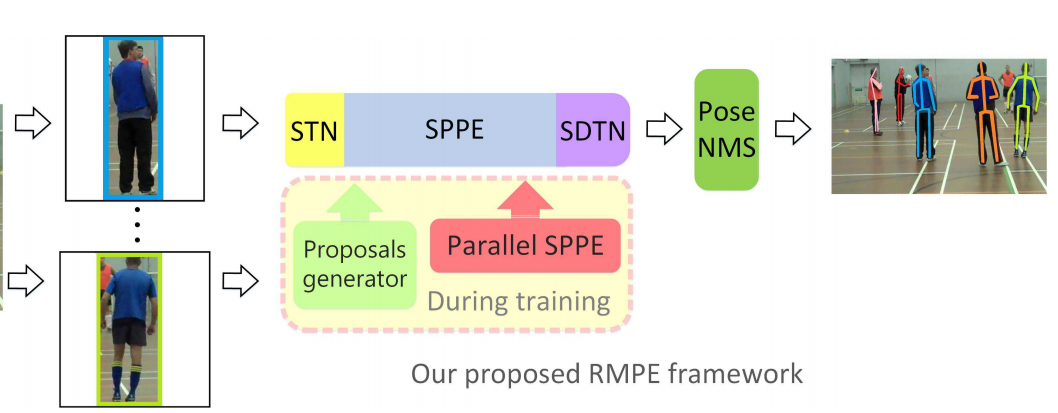 STN
SPPE
SDTN
Pose
NMS
Proposals
generator
Parallel SPPE
During training
Our proposed RMPE framework